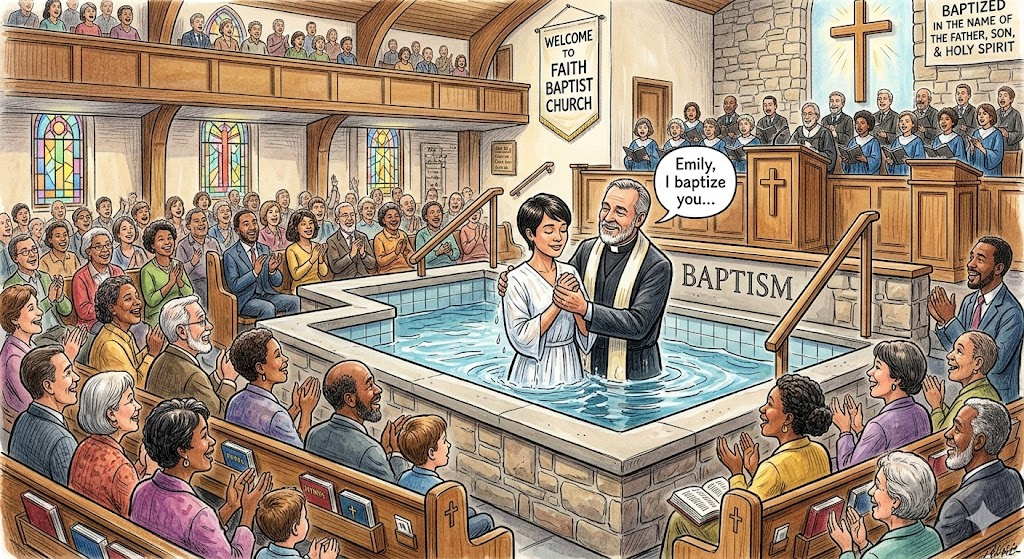 WELCOME
TO
FAITH
BAPTIST
CHURCH
BAPTIZED
IN THE NAME OF
THE FATHER, SON,
& HOLY SPIRIT
Emily,
I baptize
you...
BAPTISM